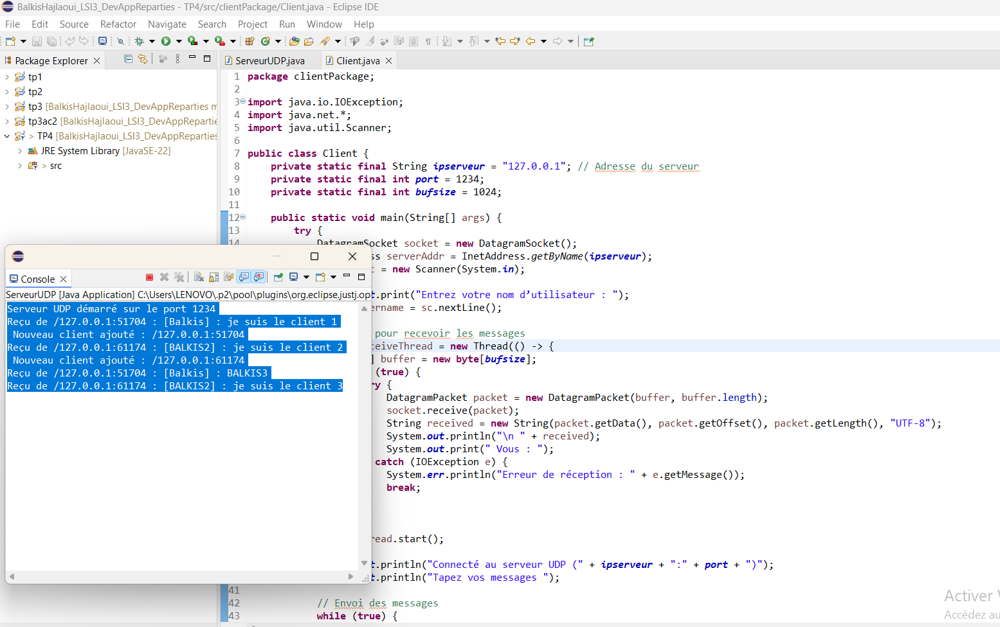 BalkisHajlaoui_LSI3_DevAppReparties - TP4/src/clientPackage/Client.java - Eclipse IDE
File Edit Source Refactor Navigate Search Project Run Window Help
Package Explorer
tp1
tp2
tp3 [BalkisHajlaoui_LSI3_DevAppReparties m
tp3ac2 [BalkisHajlaoui_LSI3_DevAppRepartie
> TP4 [BalkisHajlaoui_LSI3_DevAppReparties
JRE System Library [JavaSE-22]
> src
ServeurUDP.java Client.java
1 package clientPackage;
2
3 import java.io.IOException;
4 import java.net.*;
5 import java.util.Scanner;
6
7 public class Client {
8 private static final String ipserveur = "127.0.0.1"; // Adresse du serveur
9 private static final int port = 1234;
10 private static final int bufsize = 1024;
11
12 public static void main(String[] args) {
13 try {
14 DatagramSocket socket = new DatagramSocket();
ss serverAddr = InetAddress.getByName(ipserveur);
= new Scanner(System.in);
t.print("Entrez votre nom d’utilisateur : ");
ername = sc.nextLine();
pour recevoir les messages
ceiveThread = new Thread(() -> {
] buffer = new byte[bufsize];
(true) {
ry {
DatagramPacket packet = new DatagramPacket(buffer, buffer.length);
socket.receive(packet);
String received = new String(packet.getData(), packet.getOffset(), packet.getLength(), "UTF-8");
System.out.println("\n " + received);
System.out.print(" Vous : ");
catch (IOException e) {
System.err.println("Erreur de réception : " + e.getMessage());
break;
read.start();
t.println("Connecté au serveur UDP (" + ipserveur + ":" + port + ")");
t.println("Tapez vos messages ");
41
42 // Envoi des messages
43 while (true) {
Console
ServeurUDP [Java Application] C:\Users\LENOVO\.p2\pool\plugins\org.eclipse.justj.op
Serveur UDP démarré sur le port 1234
Reçu de /127.0.0.1:51704 : [Balkis] : je suis le client 1
Nouveau client ajouté : /127.0.0.1:51704
Reçu de /127.0.0.1:61174 : [BALKIS2] : je suis le client 2
Nouveau client ajouté : /127.0.0.1:61174
Reçu de /127.0.0.1:51704 : [Balkis] : BALKIS3
Reçu de /127.0.0.1:61174 : [BALKIS2] : je suis le client 3
Activer
Accédez au